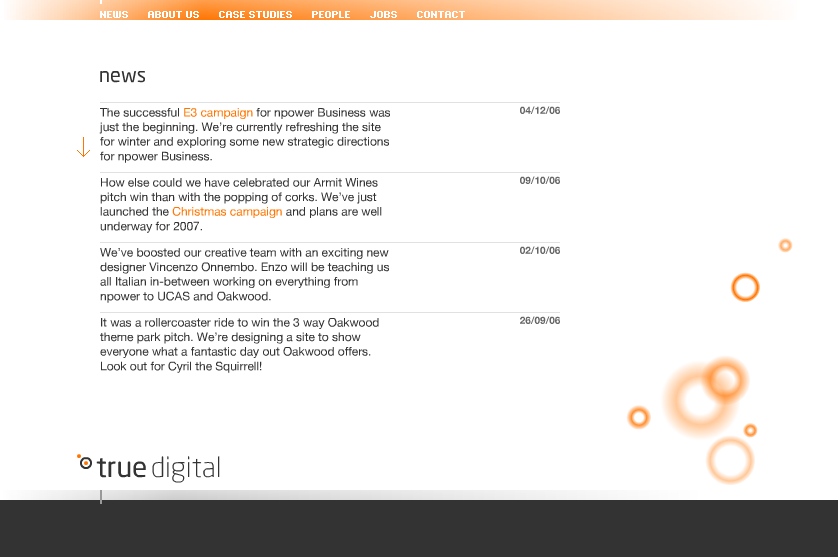 NEWS ABOUT US CASE STUDIES PEOPLE JOBS CONTACT
news
The successful E3 campaign for npower Business was 04/12/06
just the beginning. We're currently refreshing the site
for winter and exploring some new strategic directions
for npower Business.
How else could we have celebrated our Armit Wines 09/10/06
pitch win than with the popping of corks. We've just
launched the Christmas campaign and plans are well
underway for 2007.
We've boosted our creative team with an exciting new 02/10/06
designer Vincenzo Onnembo. Enzo will be teaching us
all Italian in-between working on everything from
npower to UCAS and Oakwood.
It was a rollercoaster ride to win the 3 way Oakwood 26/09/06
theme park pitch. We're designing a site to show
everyone what a fantastic day out Oakwood offers.
Look out for Cyril the Squirrell!
true digital